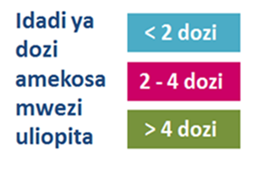 Idadi ya
dozi
amekosa
mwezi
uliopita
< 2 dozi
2 - 4 dozi
> 4 dozi